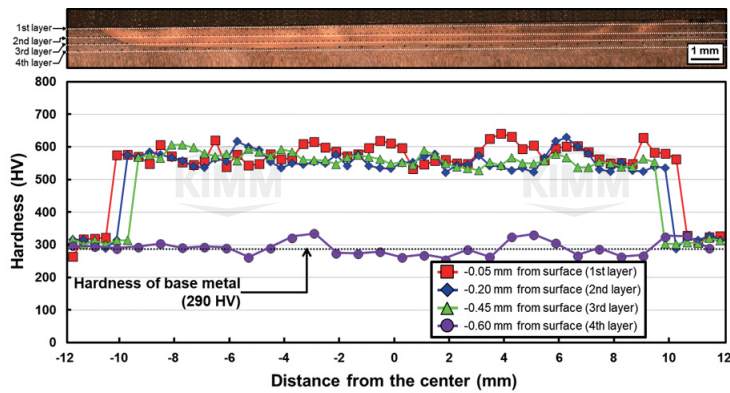 1st layer
2nd layer
3rd layer
4th layer
1 mm
800
700
600
500
400
300
200
100
0
Hardness (HV)
KIMM
KIMM
Hardness of base metal
(290 HV)
-0.05 mm from surface (1st layer)
-0.20 mm from surface (2nd layer)
-0.45 mm from surface (3rd layer)
-0.60 mm from surface (4th layer)
-12 -10 -8 -6 -4 -2 0 2 4 6 8 10 12
Distance from the center (mm)